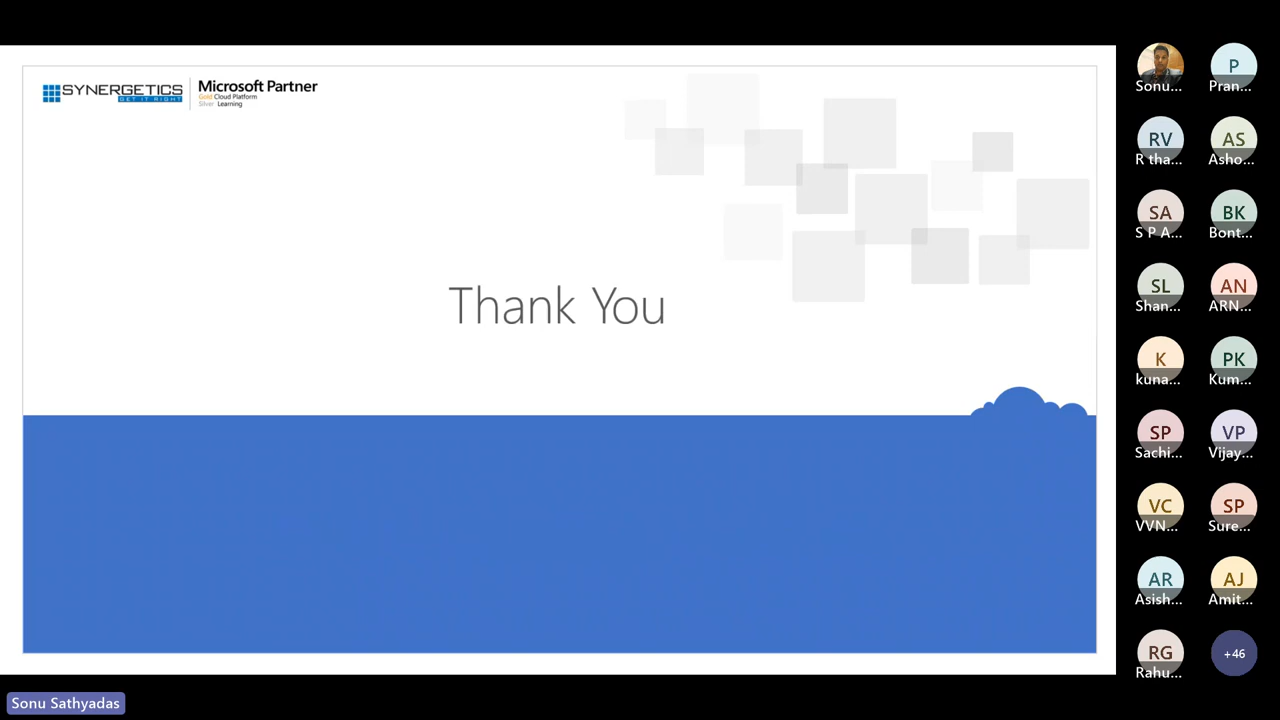 SYNERGETICS
GET IT RIGHT
Microsoft Partner
Gold Cloud Platform
Silver Learning
Thank You
Sonu Sathyadas
Sonu...
P
Pran...
RV
R tha...
AS
Asho...
SA
S P A...
BK
Bont...
SL
Shan...
AN
ARN...
K
kuna...
PK
Kum...
SP
Sachi...
VP
Vijay...
VC
VVN...
SP
Sure...
AR
Asish...
AJ
Amit...
RG
Rahu...
+46